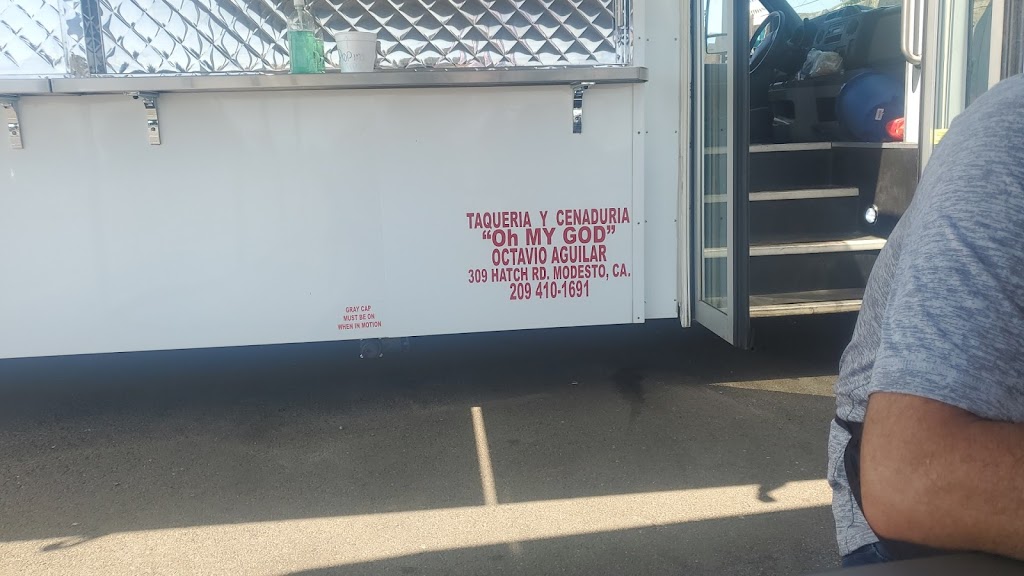 TAQUERIA Y CENADURIA
"Oh MY GOD"
OCTAVIO AGUILAR
309 HATCH RD. MODESTO, CA.
209 410-1691
GRAY CAP
MUST BE ON
WHEN IN MOTION